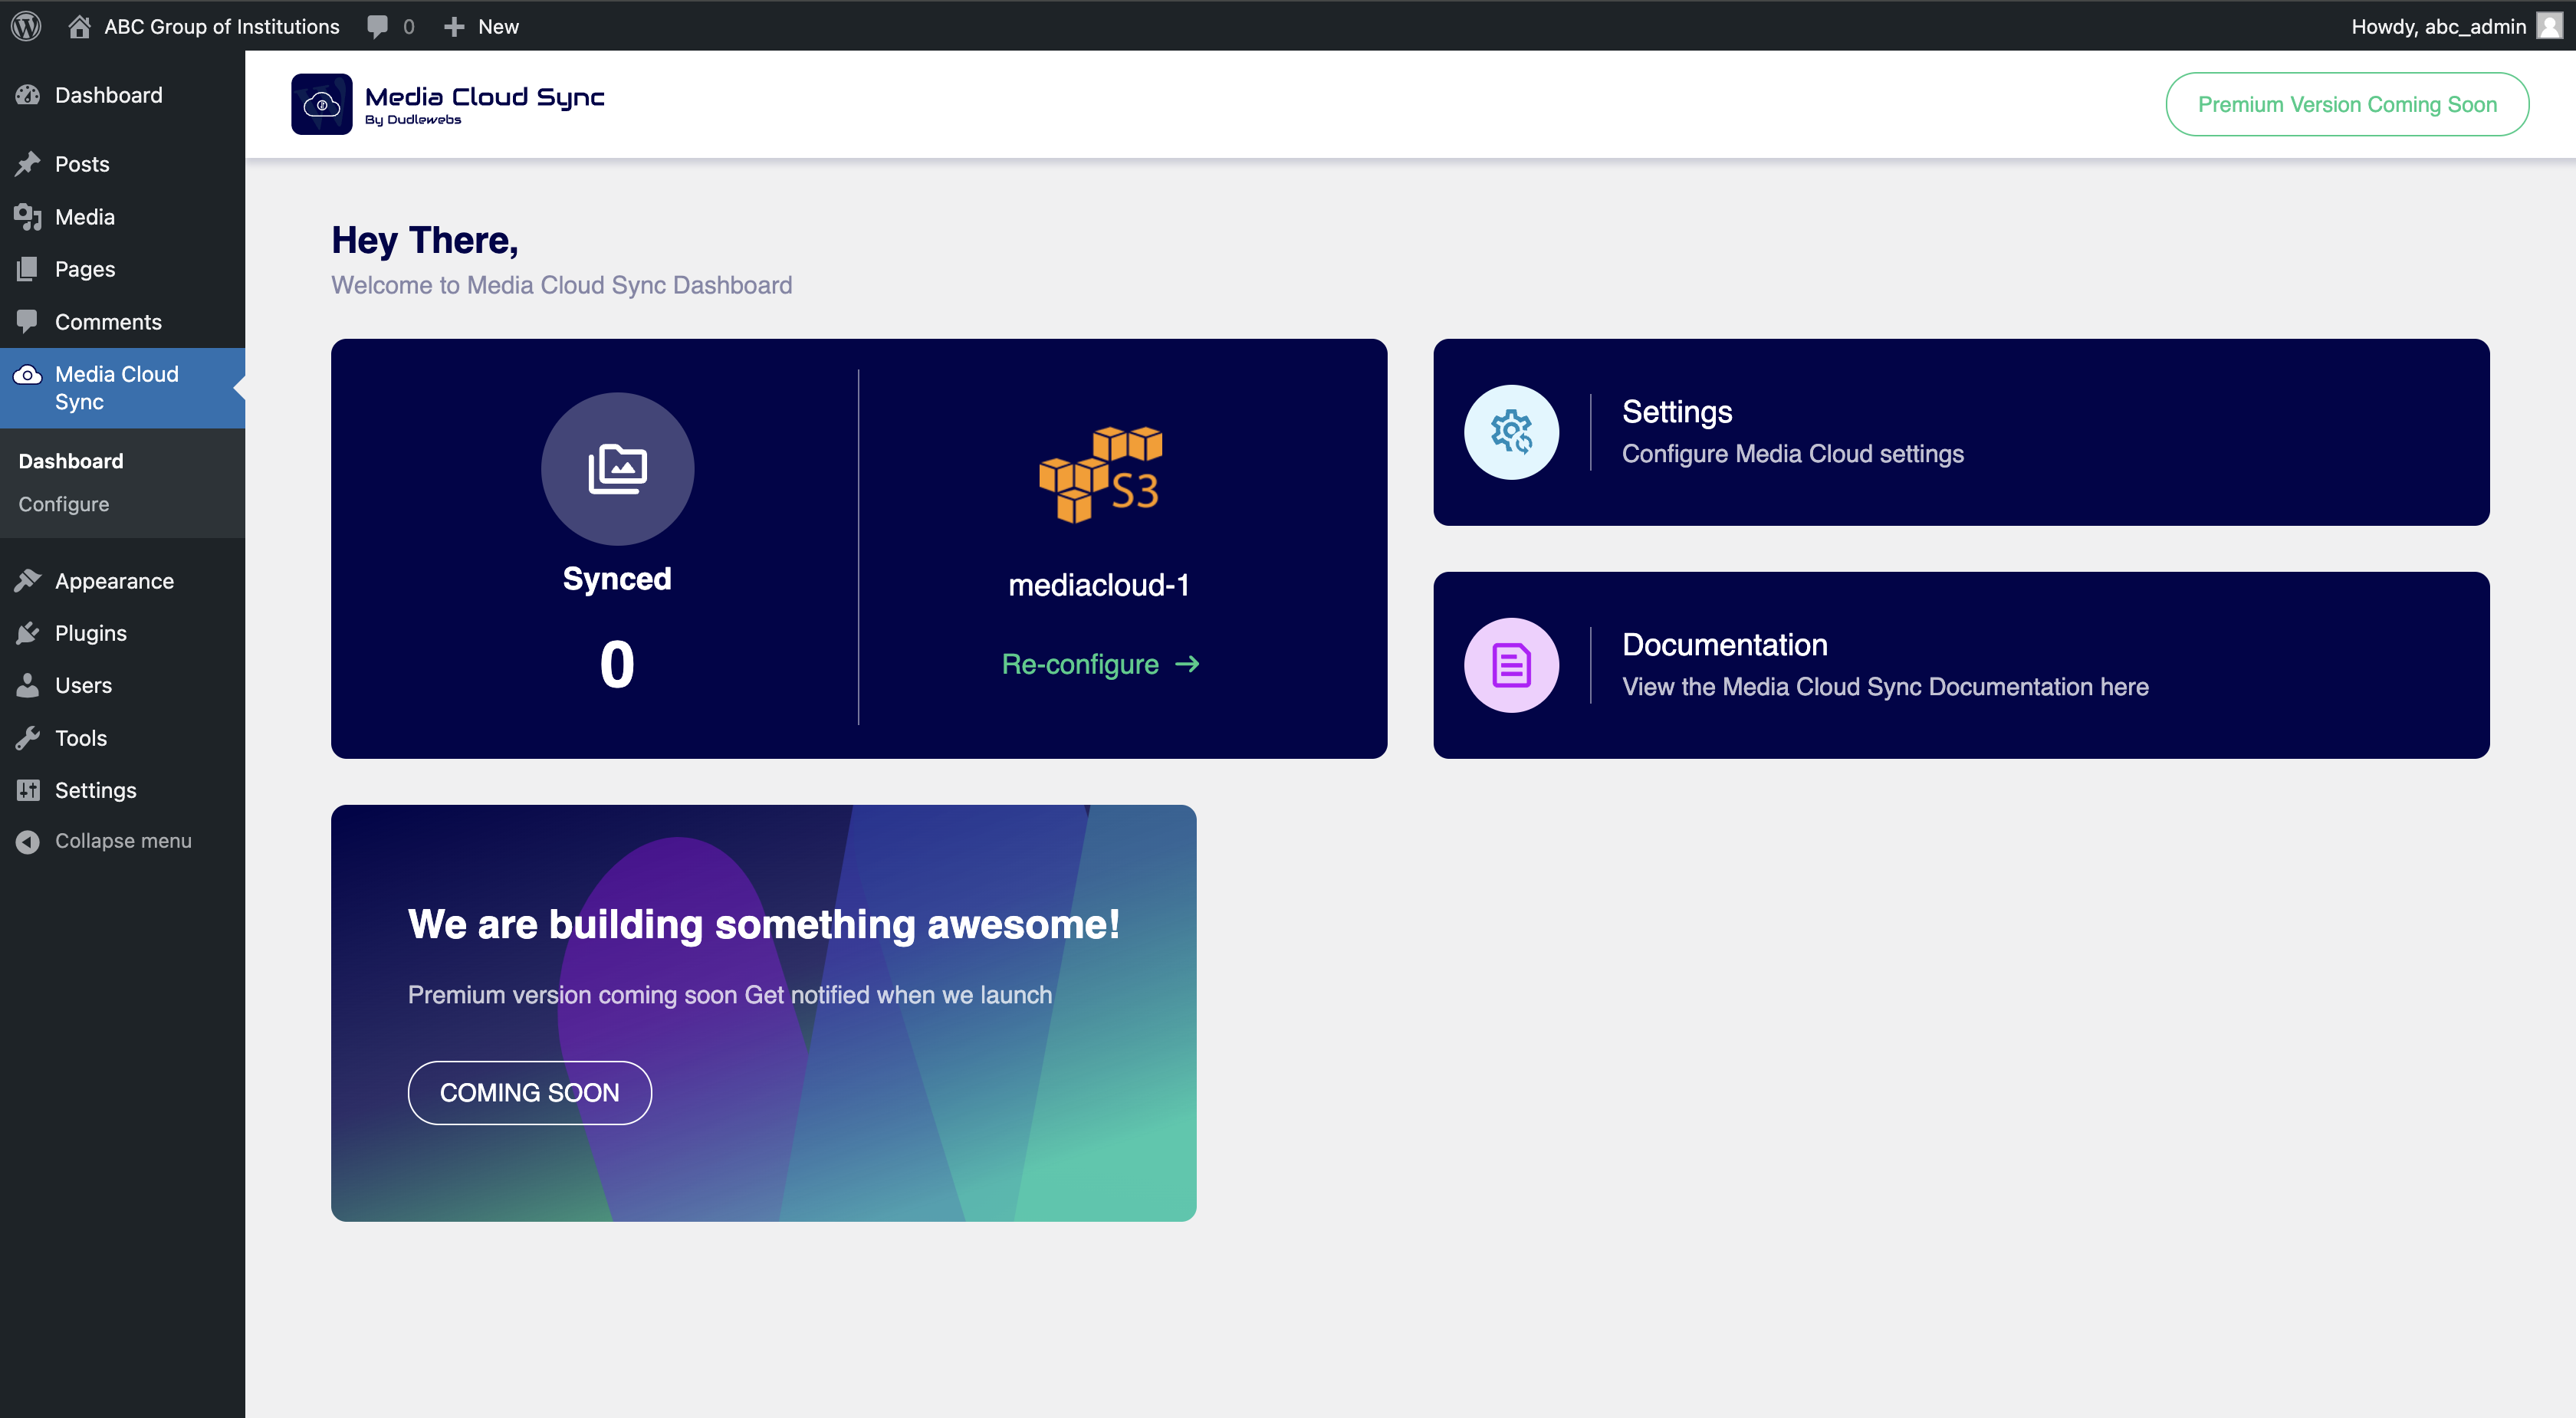 ABC Group of Institutions
0
New
Howdy, abc_admin
Dashboard
Posts
Media
Pages
Comments
Media Cloud
Sync
Dashboard
Configure
Appearance
Plugins
Users
Tools
Settings
Collapse menu
Media Cloud Sync
By Dudlewebs
Premium Version Coming Soon
Hey There,
Welcome to Media Cloud Sync Dashboard
Synced
0
S3
mediacloud-1
Re-configure →
Settings
Configure Media Cloud settings
Documentation
View the Media Cloud Sync Documentation here
We are building something awesome!
Premium version coming soon Get notified when we launch
COMING SOON